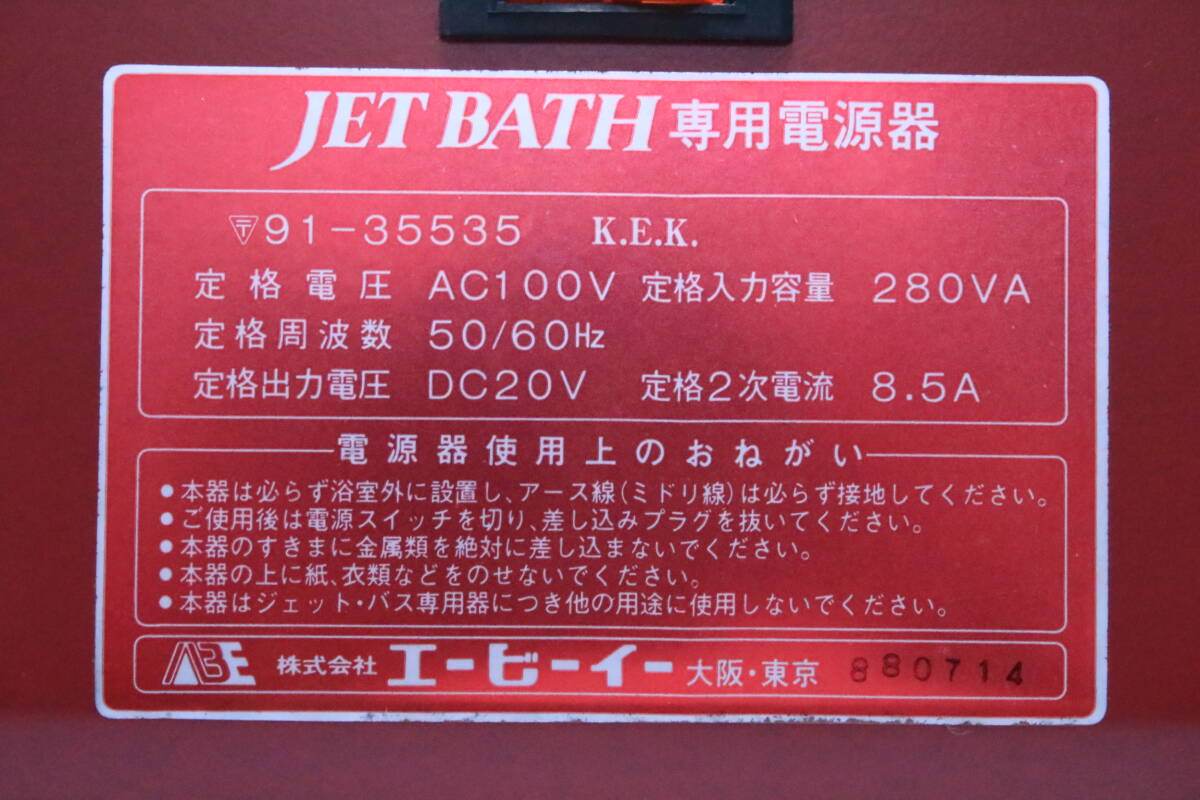 JET BATH 専用電源器
〒91-35535 K.E.K.
定格電圧 AC100V 定格入力容量 280VA
定格周波数 50/60Hz
定格出力電圧 DC20V 定格2次電流 8.5A
電源器使用上のおねがい
●本器は必らず浴室外に設置し、アース線(ミドリ線)は必らず接地してください。
●ご使用後は電源スイッチを切り、差し込みプラグを抜いてください。
●本器のすきまに金属類を絶対に差し込まないでください。
●本器の上に紙、衣類などをのせないでください。
●本器はジェット・バス専用器につき他の用途に使用しないでください。
ABE 株式会社 エービーイー 大阪・東京 880714